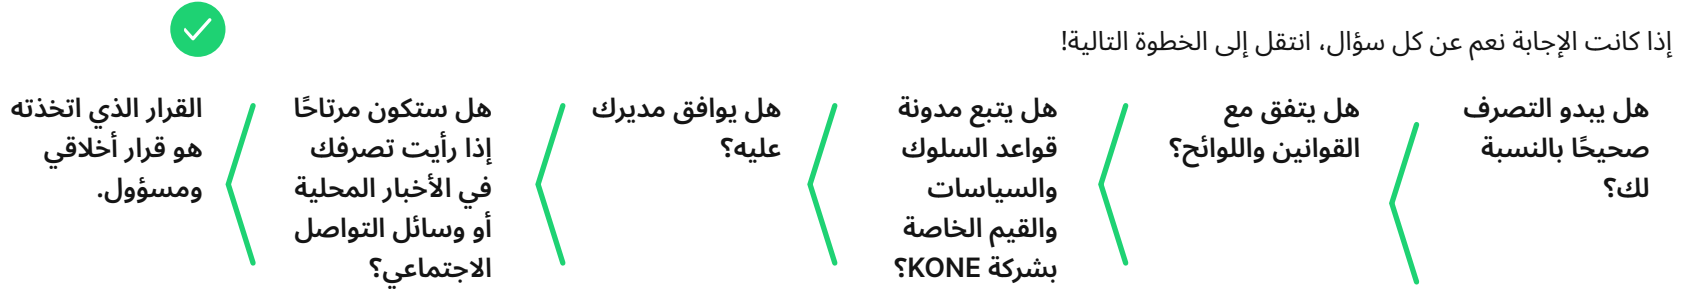 إذا كانت الإجابة نعم عن كل سؤال، انتقل إلى الخطوة التالية!
هل يبدو التصرف
صحيحًا بالنسبة
لك؟
هل يتفق مع
القوانين واللوائح؟
هل يتبع مدونة
قواعد السلوك
والسياسات
والقيم الخاصة
بشركة KONE؟
هل يوافق مديرك
عليه؟
هل ستكون مرتاحًا
إذا رأيت تصرفك
في الأخبار المحلية
أو وسائل التواصل
الاجتماعي؟
القرار الذي اتخذته
هو قرار أخلاقي
ومسؤول.